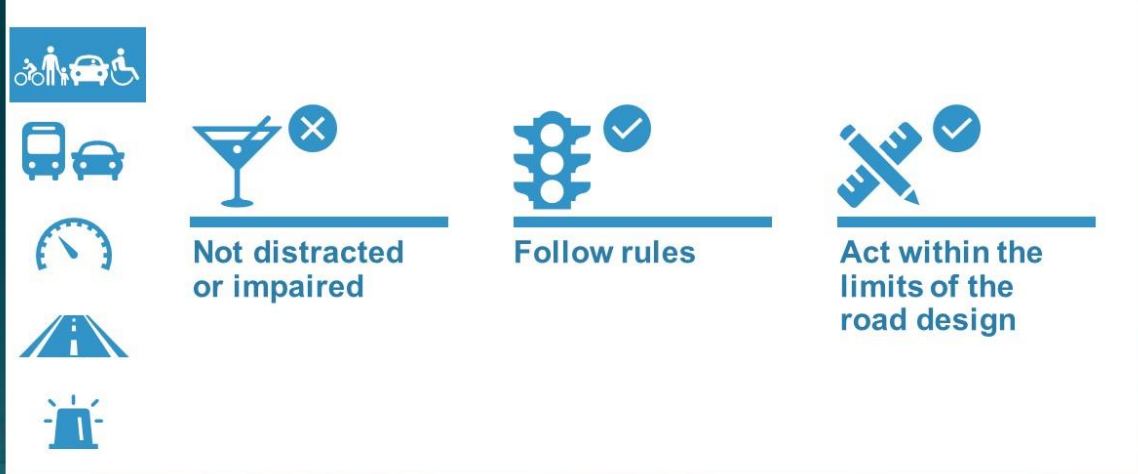 Not distracted
or impaired
Follow rules
Act within the
limits of the
road design